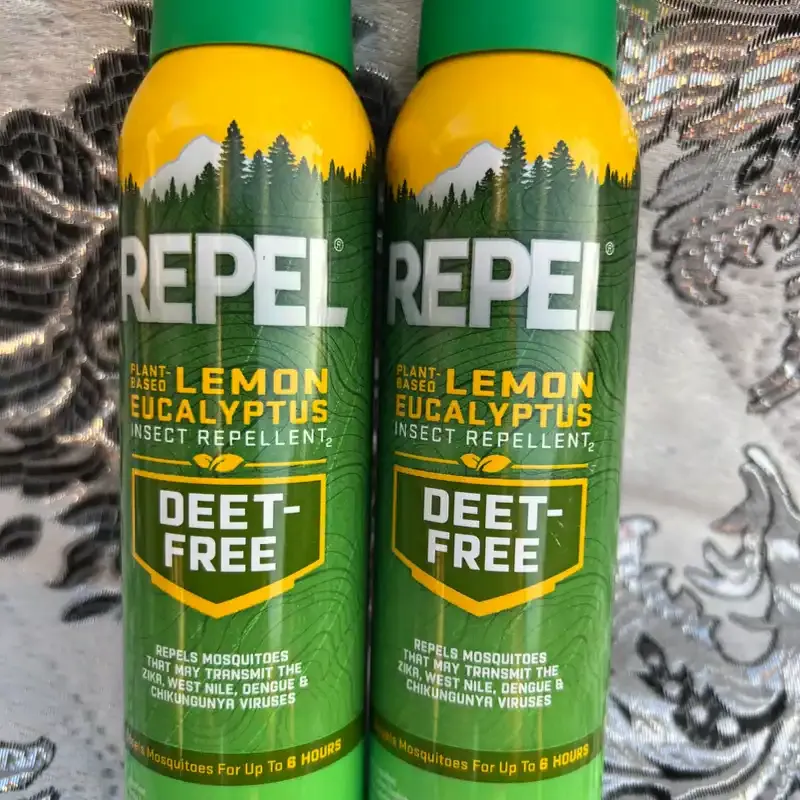 REPEL®
PLANT-
BASED LEMON
EUCALYPTUS
INSECT REPELLENT2
DEET-
FREE
REPELS MOSQUITOES
THAT MAY TRANSMIT THE
ZIKA, WEST NILE, DENGUE &
CHIKUNGUNYA VIRUSES
Mosquitoes For Up To 6 HOURS
REPEL®
PLANT-
BASED LEMON
EUCALYPTUS
INSECT REPELLENT2
DEET-
FREE
REPELS MOSQUITOES
THAT MAY TRANSMIT THE
ZIKA, WEST NILE, DENGUE &
CHIKUNGUNYA VIRUSES
Mosquitoes For Up To 6 HOURS